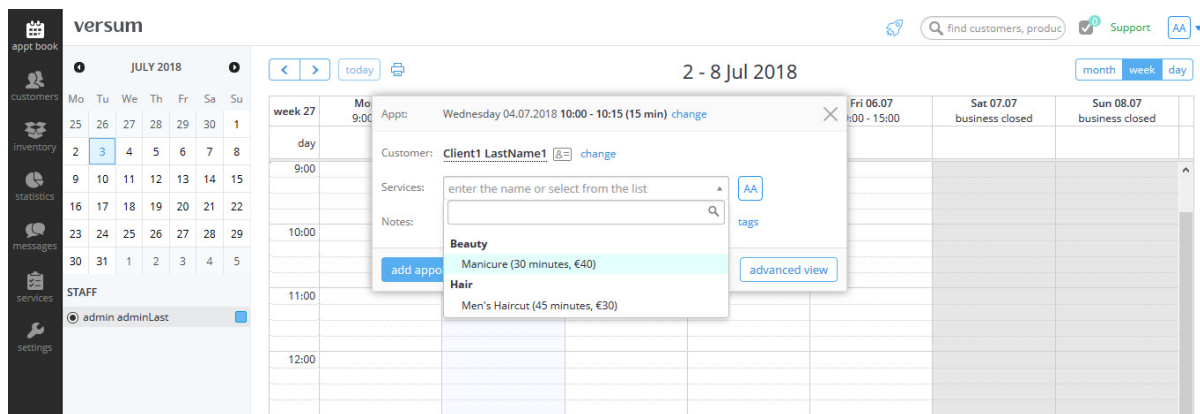 versum
find customers, produc
0
Support
AA
appt book
customers
inventory
statistics
messages
services
settings
JULY 2018
Mo Tu We Th Fr Sa Su
25 26 27 28 29 30 1
2 3 4 5 6 7 8
9 10 11 12 13 14 15
16 17 18 19 20 21 22
23 24 25 26 27 28 29
30 31 1 2 3 4 5
STAFF
admin adminLast
today
2 - 8 Jul 2018
month week day
week 27
Mo
9:00
Fri 06.07
:00 - 15:00
Sat 07.07
business closed
Sun 08.07
business closed
day
9:00
10:00
11:00
12:00
Appt: Wednesday 04.07.2018 10:00 - 10:15 (15 min) change
Customer: Client1 LastName1 change
Services: enter the name or select from the list AA
Notes: tags
Beauty
Manicure (30 minutes, €40)
Hair
Men's Haircut (45 minutes, €30)
add appo
advanced view